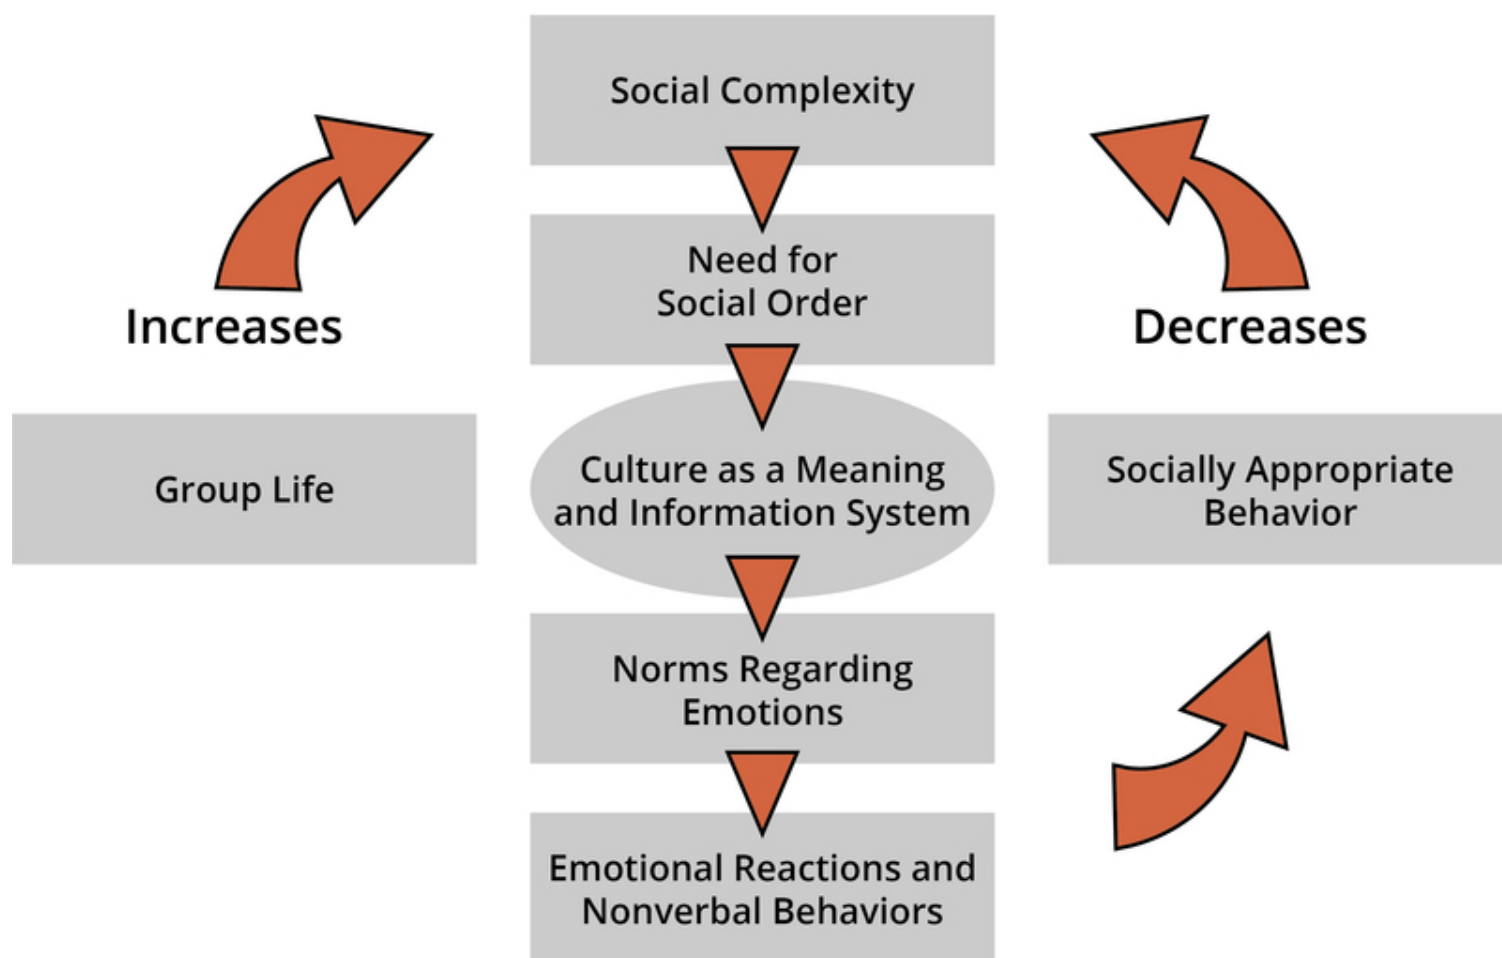 Social Complexity
Need for
Social Order
Increases
Decreases
Group Life
Culture as a Meaning
and Information System
Socially Appropriate
Behavior
Norms Regarding
Emotions
Emotional Reactions and
Nonverbal Behaviors